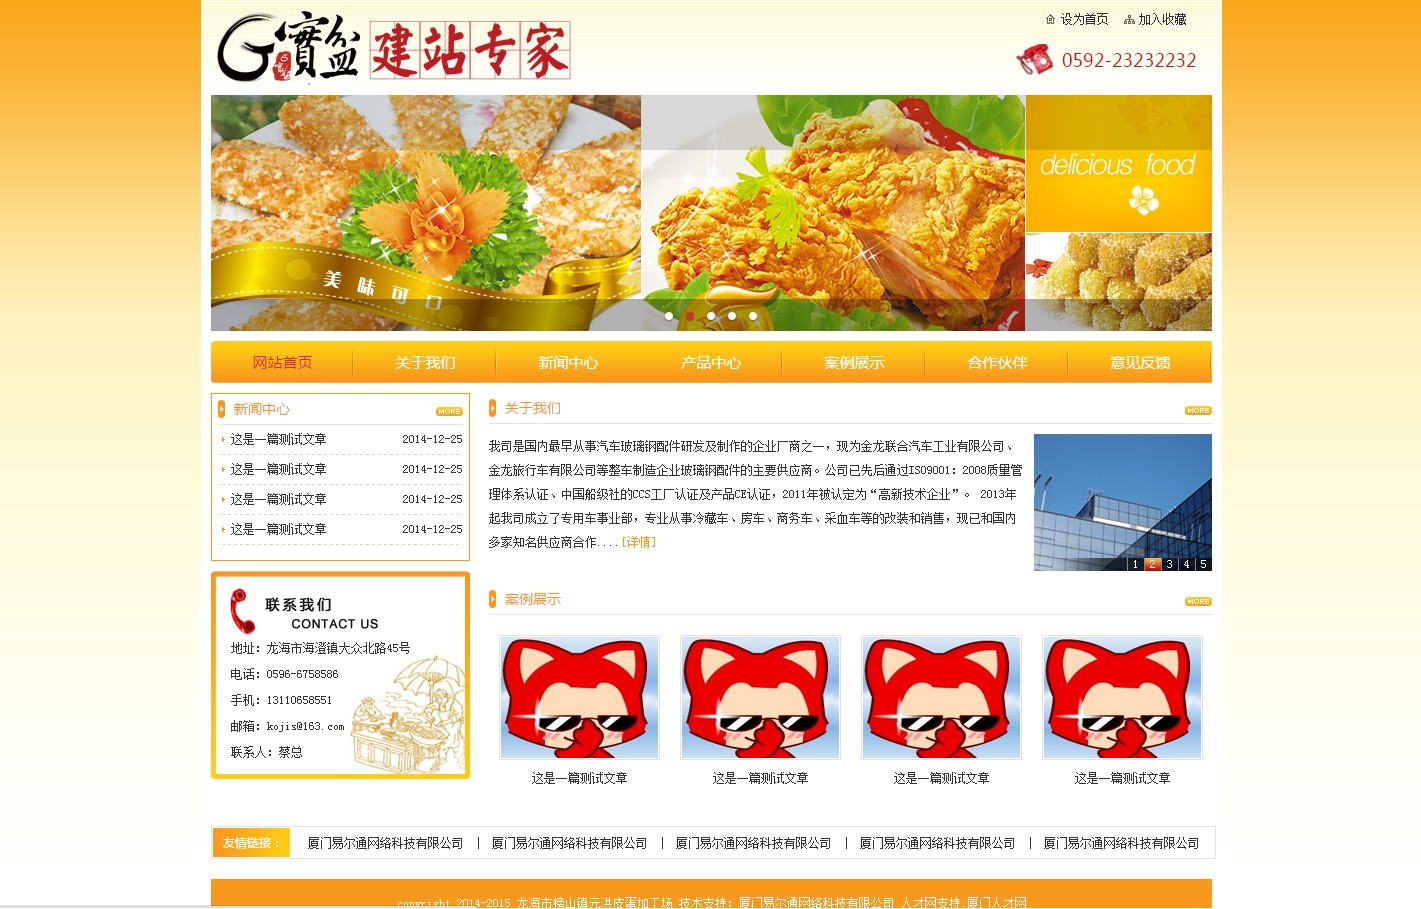 设为首页 加入收藏
G寶盆 建站专家
0592-23232232
delicious food
美味可口
网站首页 关于我们 新闻中心 产品中心 案例展示 合作伙伴 意见反馈
新闻中心 MORE
这是一篇测试文章 2014-12-25
这是一篇测试文章 2014-12-25
这是一篇测试文章 2014-12-25
这是一篇测试文章 2014-12-25
关于我们 MORE
我司是国内最早从事汽车玻璃钢配件研发及制作的企业厂商之一，现为金龙联合汽车工业有限公司、
金龙旅行车有限公司等整车制造企业玻璃钢配件的主要供应商。公司已先后通过ISO9001：2008质量管
理体系认证、中国船级社的CCS工厂认证及产品CE认证，2011年被认定为“高新技术企业”。 2013年
起我司成立了专用车事业部，专业从事冷藏车、房车、商务车、采血车等的改装和销售，现已和国内
多家知名供应商合作....[详情]
1 2 3 4 5
联系我们
CONTACT US
地址：龙海市海澄镇大众北路45号
电话：0596-6758586
手机：13110658551
邮箱：kojis@163.com
联系人：蔡总
案例展示 MORE
这是一篇测试文章 这是一篇测试文章 这是一篇测试文章 这是一篇测试文章
友情链接： 厦门易尔通网络科技有限公司 | 厦门易尔通网络科技有限公司 | 厦门易尔通网络科技有限公司 | 厦门易尔通网络科技有限公司 | 厦门易尔通网络科技有限公司
copyright 2014-2015 龙海市榜山镇元洪皮蛋加工场 技术支持：厦门易尔通网络科技有限公司 人才网支持:厦门人才网